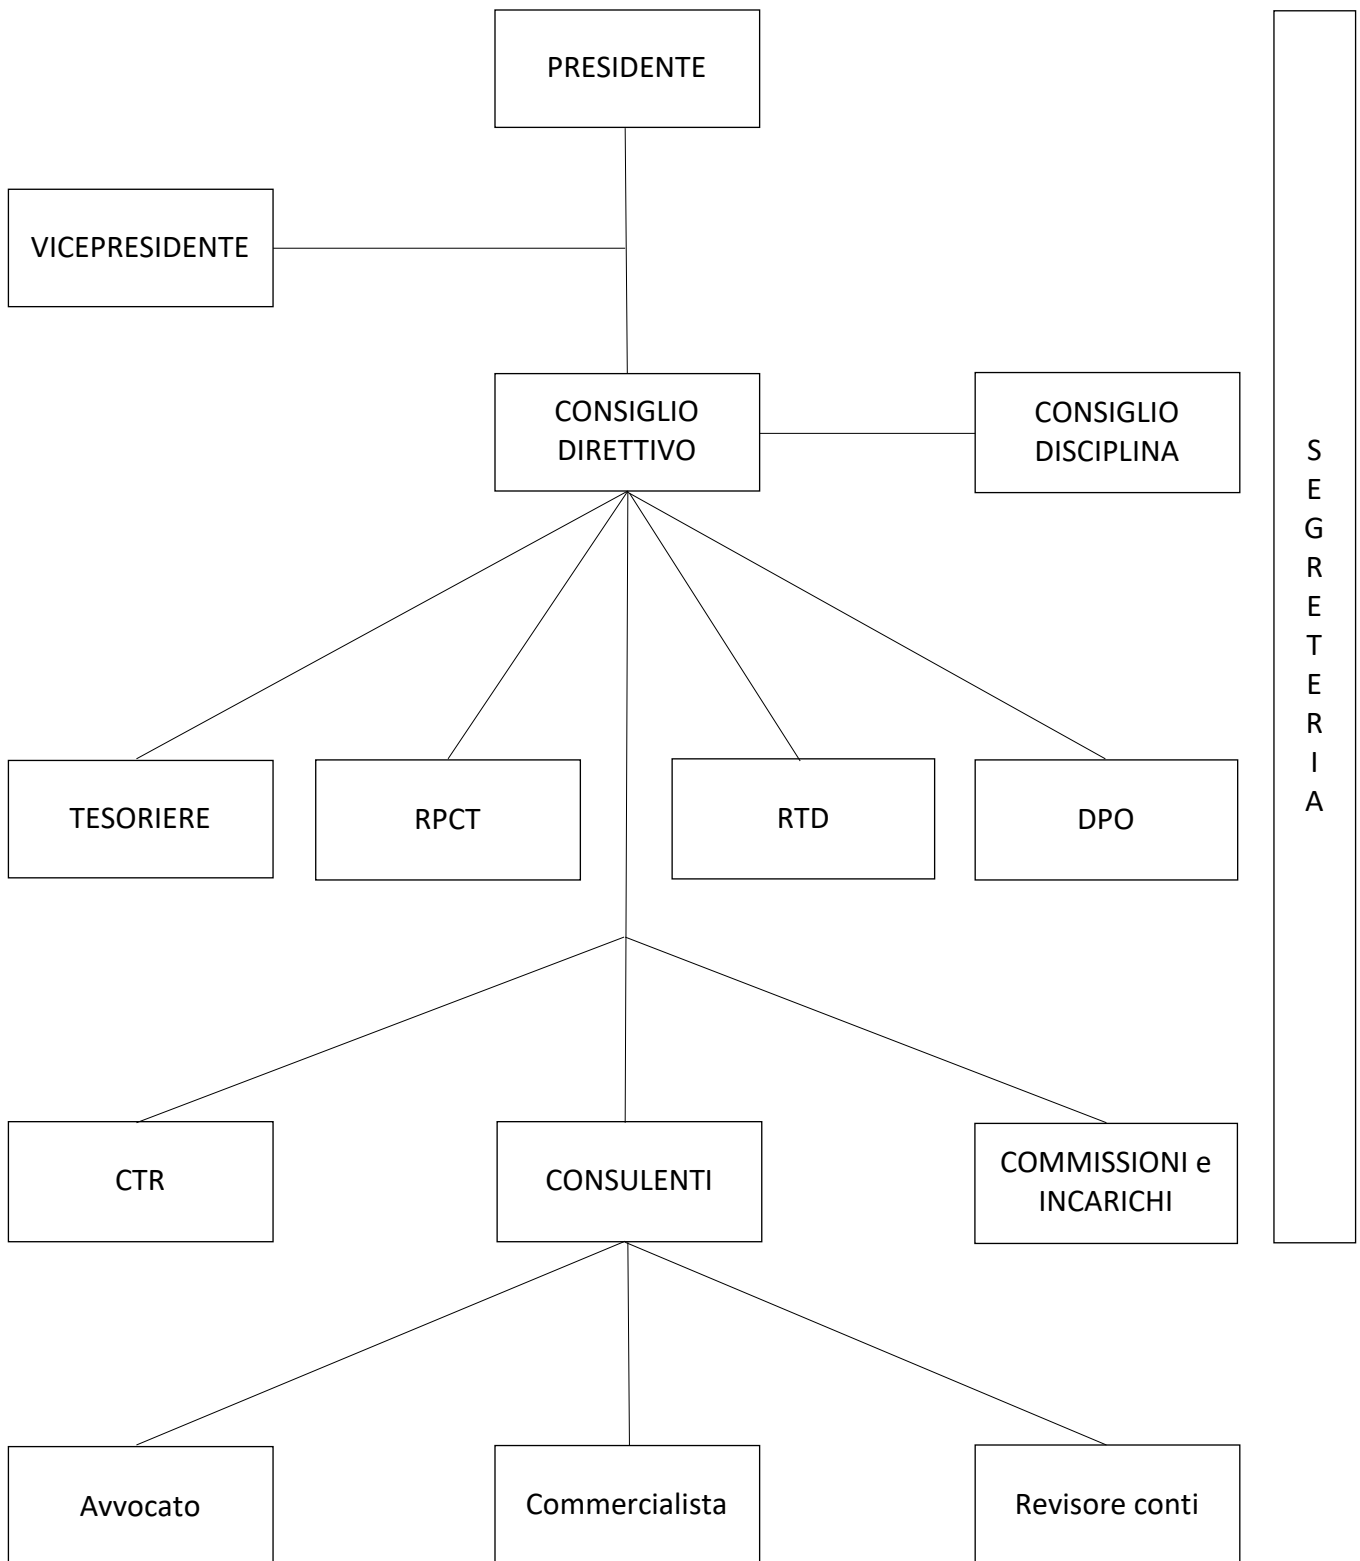 PRESIDENTE
VICEPRESIDENTE
CONSIGLIO
DIRETTIVO
CONSIGLIO
DISCIPLINA
S
E
G
R
E
T
E
R
I
A
TESORIERE
RPCT
RTD
DPO
CTR
CONSULENTI
COMMISSIONI e
INCARICHI
Avvocato
Commercialista
Revisore conti